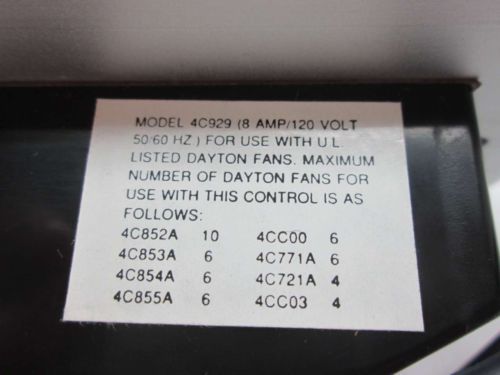 MODEL 4C929 (8 AMP/120 VOLT
50/60 HZ.) FOR USE WITH U L
LISTED DAYTON FANS. MAXIMUM
NUMBER OF DAYTON FANS FOR
USE WITH THIS CONTROL IS AS
FOLLOWS:
4C852A 10 4CC00 6
4C853A 6 4C771A 6
4C854A 6 4C721A 4
4C855A 6 4CC03 4